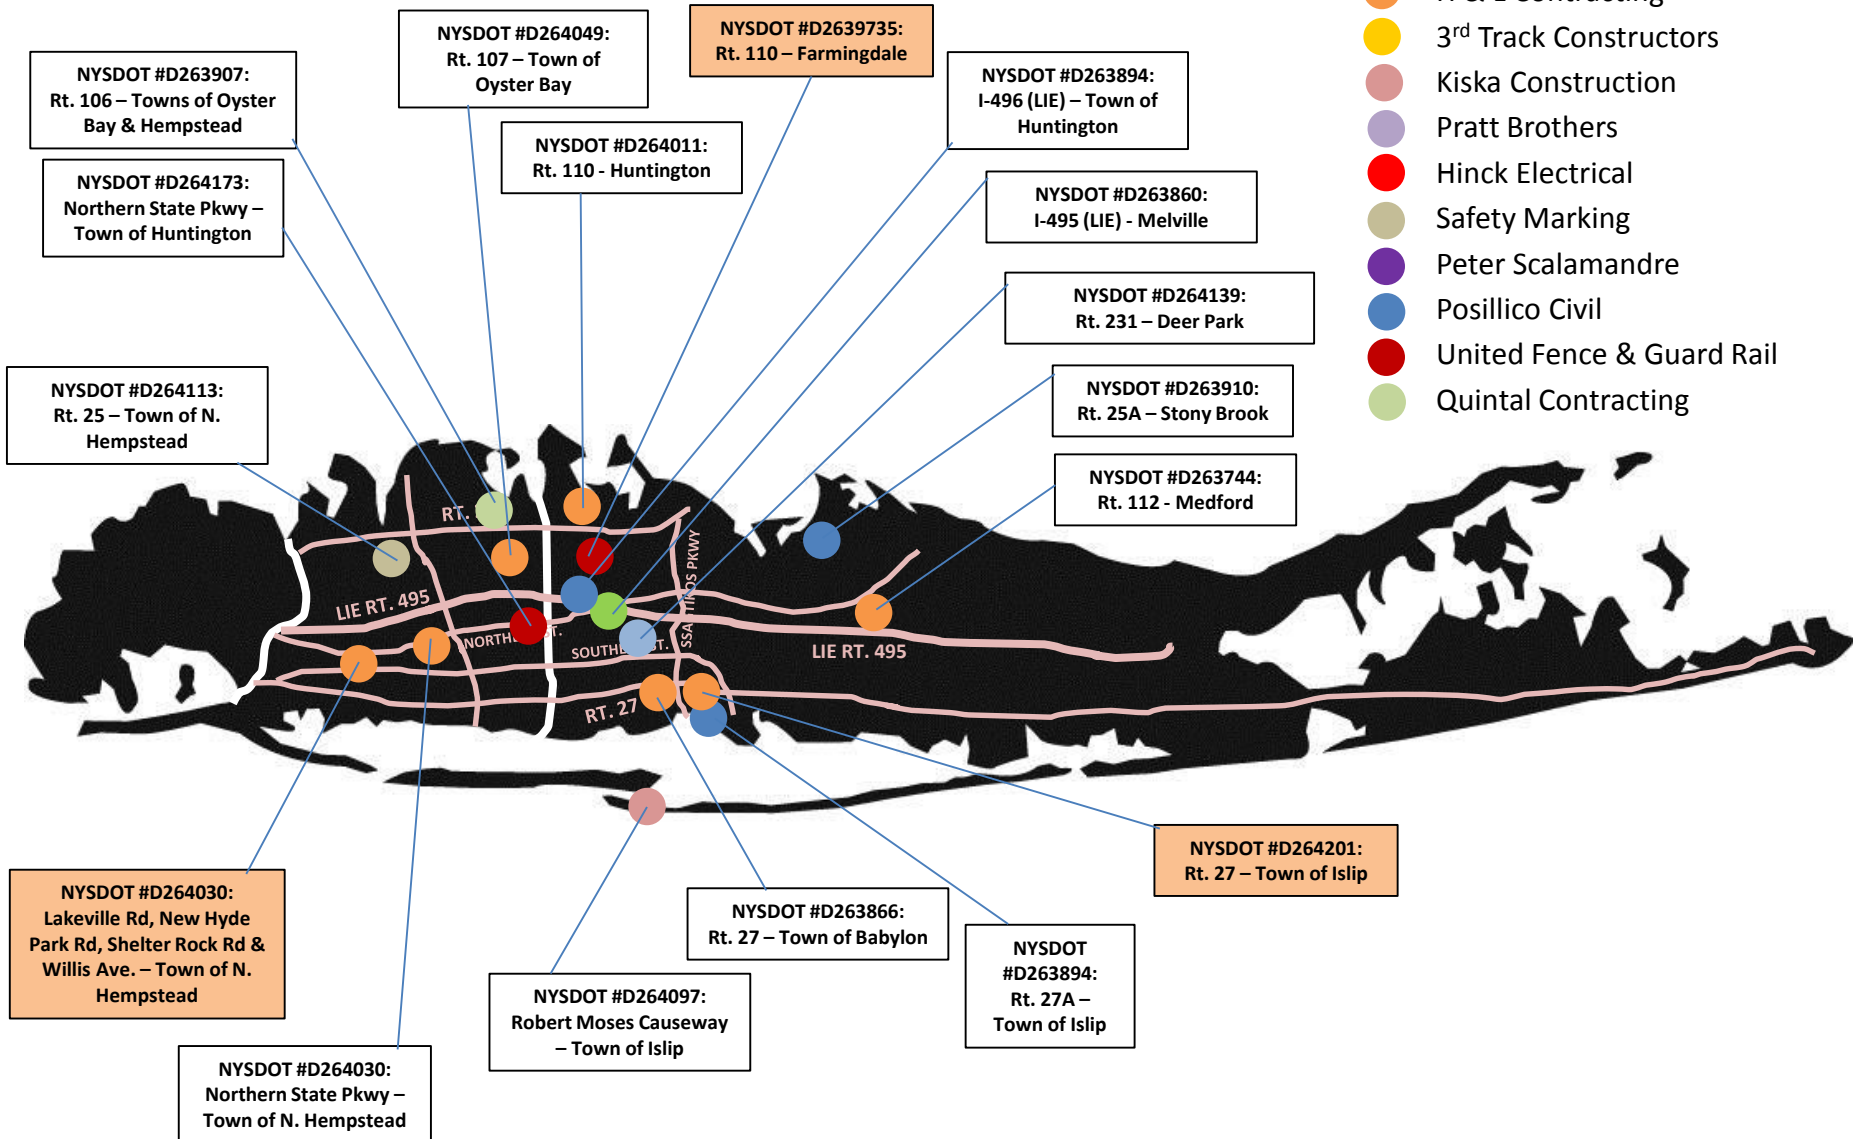 NYSDOT #D263907:
Rt. 106 – Towns of Oyster
Bay & Hempstead
NYSDOT #D264049:
Rt. 107 – Town of
Oyster Bay
NYSDOT #D2639735:
Rt. 110 – Farmingdale
NYSDOT #D263894:
I-496 (LIE) – Town of
Huntington
NYSDOT #D264173:
Northern State Pkwy –
Town of Huntington
NYSDOT #D264011:
Rt. 110 - Huntington
NYSDOT #D263860:
I-495 (LIE) - Melville
NYSDOT #D264139:
Rt. 231 – Deer Park
NYSDOT #D264113:
Rt. 25 – Town of N.
Hempstead
NYSDOT #D263910:
Rt. 25A – Stony Brook
NYSDOT #D263744:
Rt. 112 - Medford
Contracting
3rd Track Constructors
Kiska Construction
Pratt Brothers
Hinck Electrical
Safety Marking
Peter Scalamandre
Posillico Civil
United Fence & Guard Rail
Quintal Contracting
RT.
LIE RT. 495
ST.
ST.
PKWY
LIE RT. 495
RT. 27
NYSDOT #D264030:
Lakeville Rd, New Hyde
Park Rd, Shelter Rock Rd &
Willis Ave. – Town of N.
Hempstead
NYSDOT #D264030:
Northern State Pkwy –
Town of N. Hempstead
NYSDOT #D264097:
Robert Moses Causeway
– Town of Islip
NYSDOT #D263866:
Rt. 27 – Town of Babylon
NYSDOT
#D263894:
Rt. 27A –
Town of Islip
NYSDOT #D264201:
Rt. 27 – Town of Islip